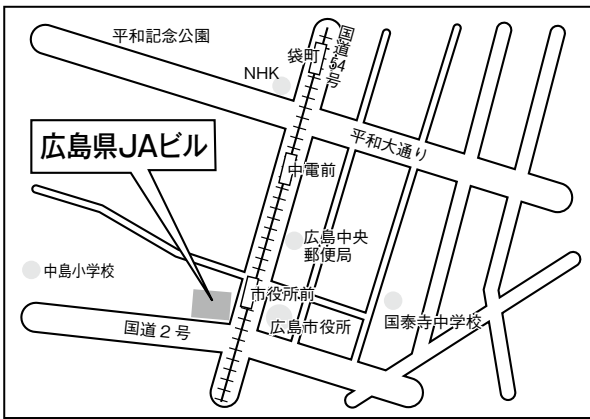 平和記念公園
国道54号
袋町
NHK
平和大通り
広島県JAビル
中電前
広島中央
郵便局
中島小学校
市役所前
国道2号
広島市役所
国泰寺中学校